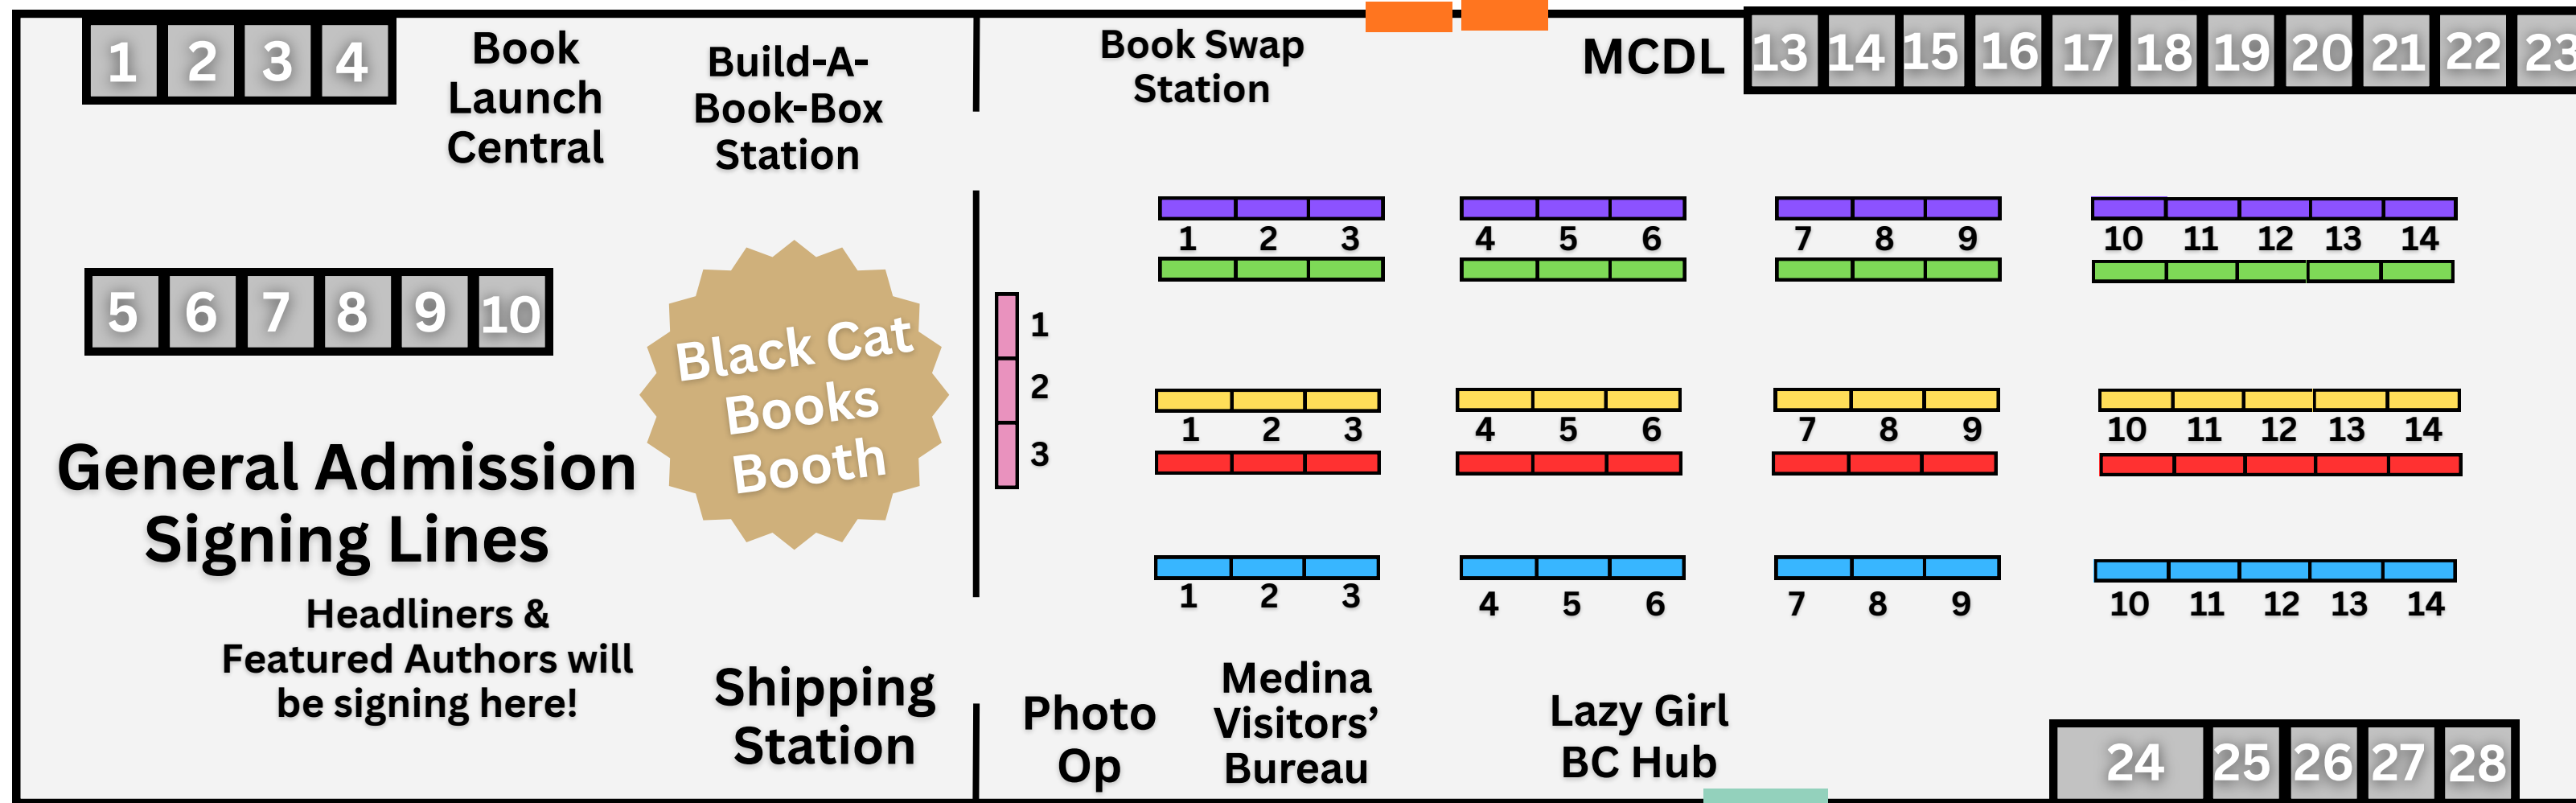 1 2 3 4
Book
Launch
Central
Build-A-
Book-Box
Station
Book Swap
Station
MCDL
13 14 15 16 17 18 19 20 21 22 23
5 6 7 8 9 10
Black Cat
Books
Booth
1
2
3
1 2 3 4 5 6 7 8 9 10 11 12 13 14
1 2 3 4 5 6 7 8 9 10 11 12 13 14
1 2 3 4 5 6 7 8 9 10 11 12 13 14
General Admission
Signing Lines
Headliners &
Featured Authors will
be signing here!
Shipping
Station
Photo
Op
Medina
Visitors’
Bureau
Lazy Girl
BC Hub
24 25 26 27 28